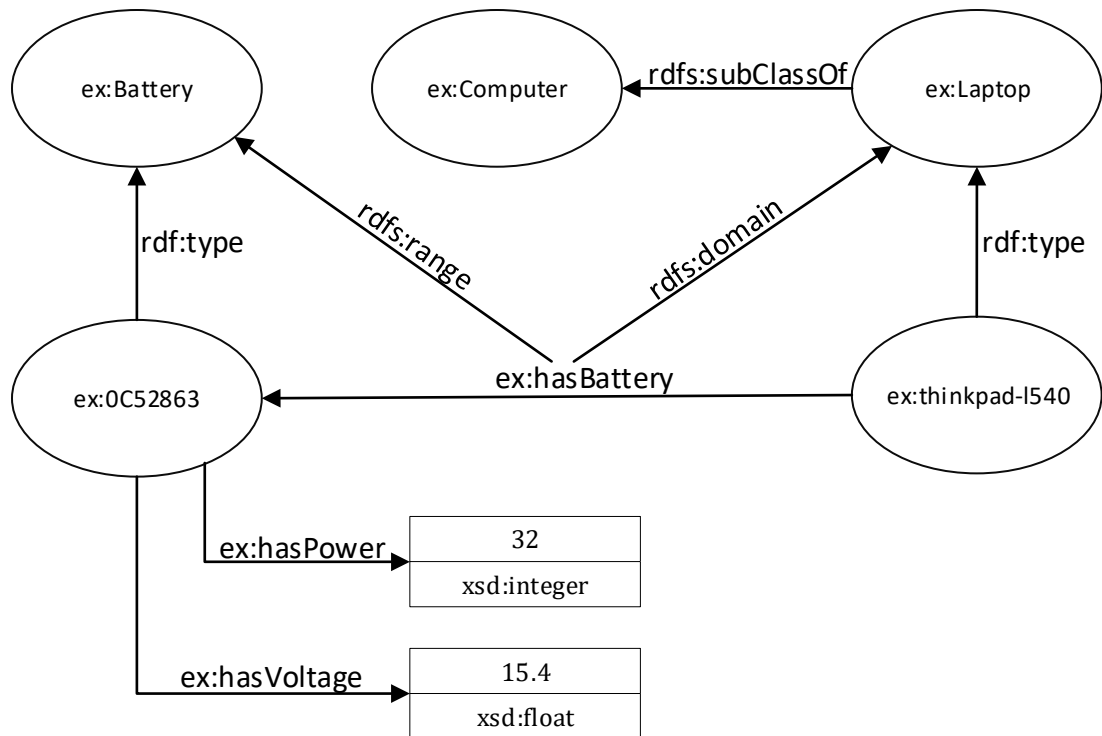 ex:Battery
ex:Computer
rdfs:subClassOf
ex:Laptop
rdf:type
rdfs:range
rdfs:domain
rdf:type
ex:hasBattery
ex:0C52863
ex:thinkpad-l540
ex:hasPower
32
xsd:integer
ex:hasVoltage
15.4
xsd:float